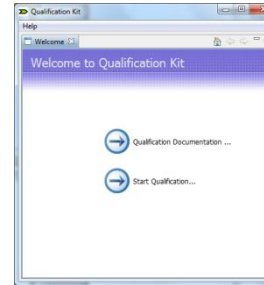 Qualification Kit
Help
Welcome
Welcome to Qualification Kit
Qualification Documentation ...
Start Qualification...